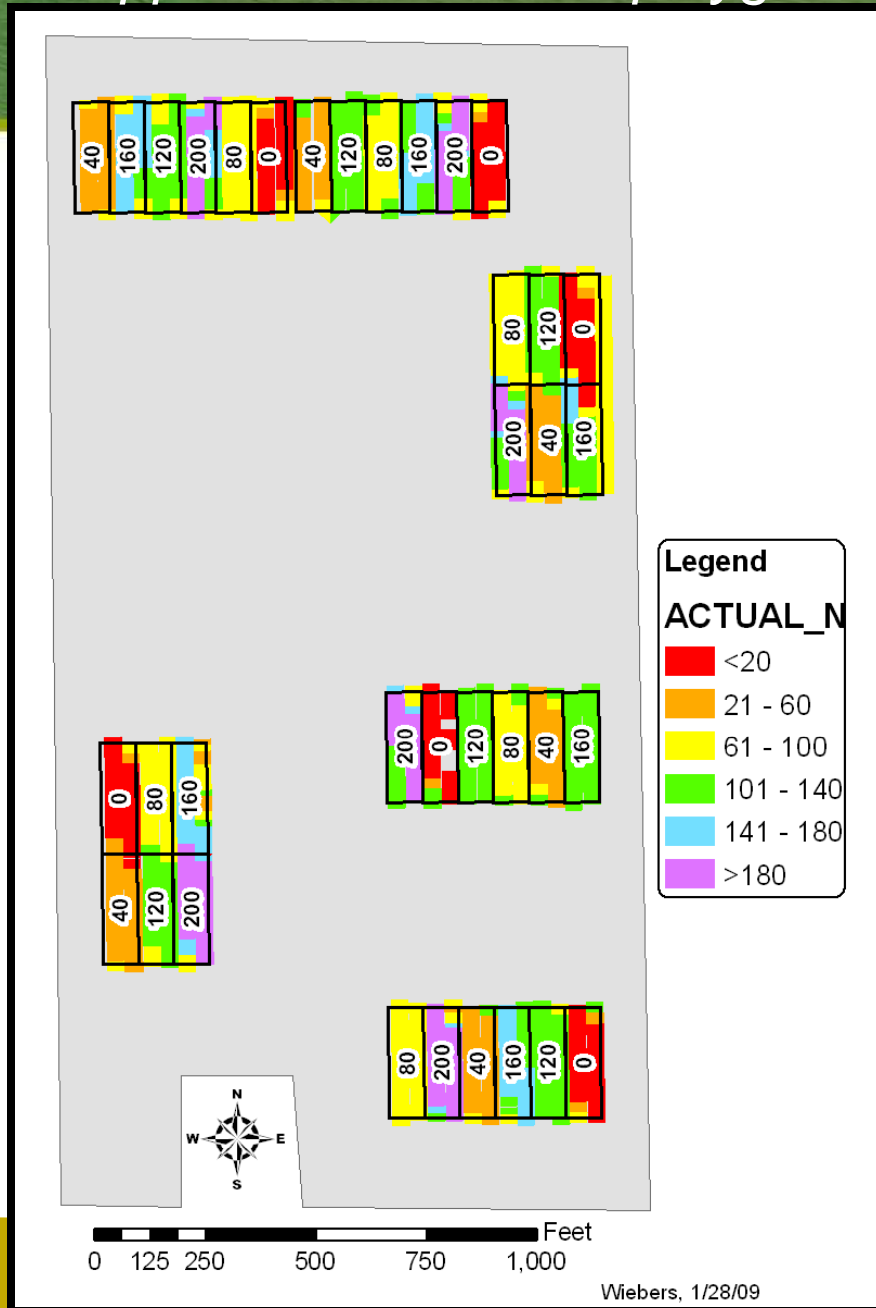 40 160 120 200 80 0 40 120 80 160 200 0
80 120 0
200 40 160
Legend
ACTUAL_N
<20
21 - 60
61 - 100
101 - 140
141 - 180
>180
200 0 120 80 40 160
0 80 160
40 120 200
80 200 40 160 120 0
N
W E
S
Feet
0 125 250 500 750 1,000
Wiebers, 1/28/09